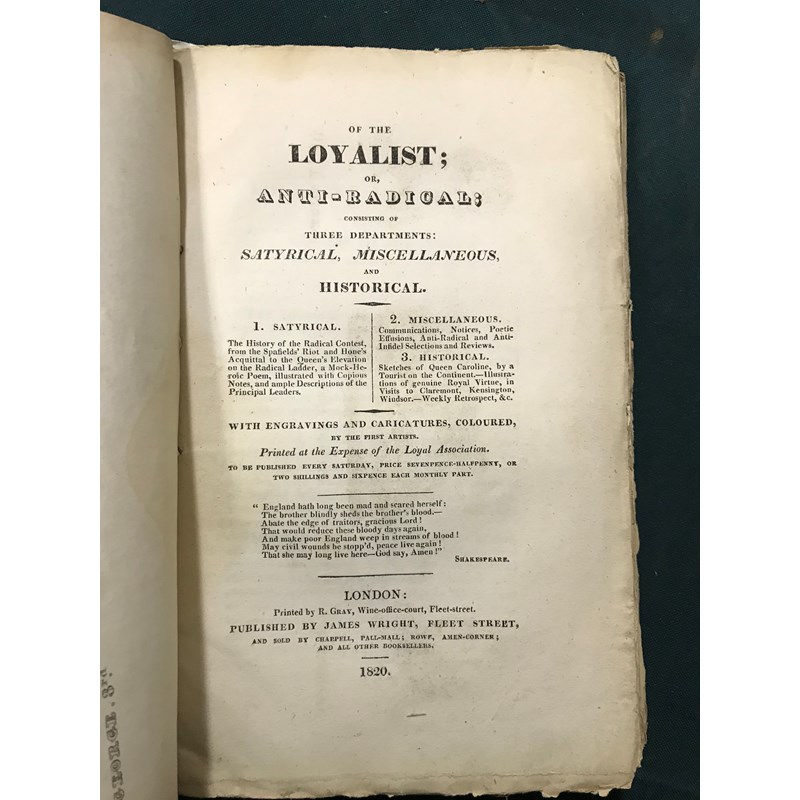 OF THE
LOYALIST;
OR,
ANTI-RADICAL;
CONSISTING OF
THREE DEPARTMENTS:
SATYRICAL, MISCELLANEOUS,
AND
HISTORICAL.
1. SATYRICAL.
The History of the Radical Contest,
from the Spafields' Riot and Hone's
Acquittal to the Queen's Elevation
on the Radical Ladder, a Mock-He-
roic Poem, illustrated with Copious
Notes, and ample Descriptions of the
Principal Leaders.
2. MISCELLANEOUS.
Communications, Notices, Poetic
Effusions, Anti-Radical and Anti-
Infidel Selections and Reviews.
3. HISTORICAL.
Sketches of Queen Caroline, by a
Tourist on the Continent.—Illustra-
tions of genuine Royal Virtue, in
Visits to Claremont, Kensington,
Windsor.—Weekly Retrospect, &c.
WITH ENGRAVINGS AND CARICATURES, COLOURED,
BY THE FIRST ARTISTS.
Printed at the Expense of the Loyal Association.
TO BE PUBLISHED EVERY SATURDAY, PRICE SEVENPENCE-HALFPENNY, OR
TWO SHILLINGS AND SIXPENCE EACH MONTHLY PART.
" England hath long been mad and scared herself:
The brother blindly sheds the brother's blood.—
Abate the edge of traitors, gracious Lord!
That would reduce these bloody days again,
And make poor England weep in streams of blood!
May civil wounds be stopp'd, peace live again!
That she may long live here—God say, Amen!"
SHAKESPEARE.
LONDON:
Printed by R. GRAY, Wine-office-court, Fleet-street.
PUBLISHED BY JAMES WRIGHT, FLEET STREET,
AND SOLD BY CHAPPELL, PALL-MALL; ROWE, AMEN-CORNER;
AND ALL OTHER BOOKSELLERS.
1820.
GEORGE. 3rd